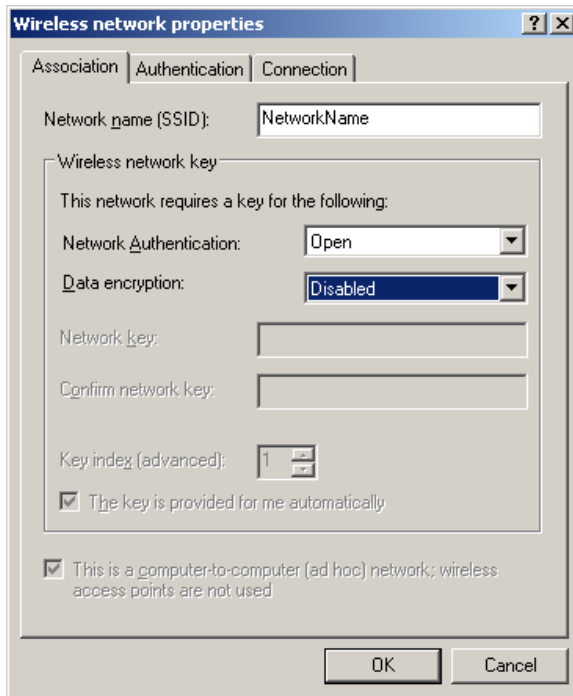 Wireless network properties
Association Authentication Connection
Network name (SSID): NetworkName
Wireless network key
This network requires a key for the following:
Network Authentication: Open
Data encryption: Disabled
Network key:
Confirm network key:
Key index (advanced): 1
The key is provided for me automatically
This is a computer-to-computer (ad hoc) network; wireless
access points are not used
OK Cancel